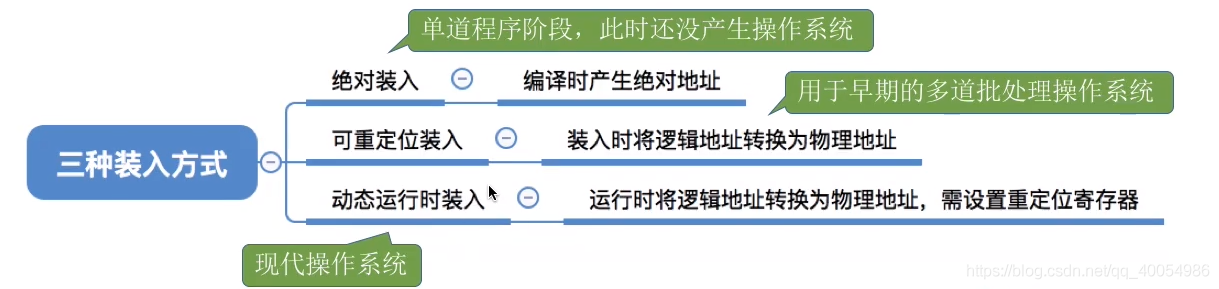 单道程序阶段，此时还没产生操作系统
绝对装入
编译时产生绝对地址
用于早期的多道批处理操作系统
三种装入方式
可重定位装入
装入时将逻辑地址转换为物理地址
动态运行时装入
运行时将逻辑地址转换为物理地址，需设置重定位寄存器
现代操作系统
https://blog.csdn.net/qq_40054986